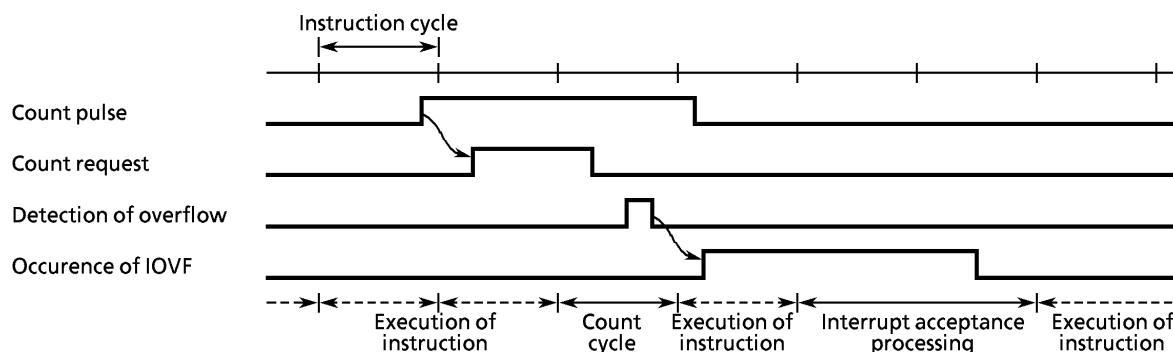 Instruction cycle
Count pulse
Count request
Detection of overflow
Occurence of IOVF
Execution of instruction
Count cycle
Execution of instruction
Interrupt acceptance processing
Execution of instruction